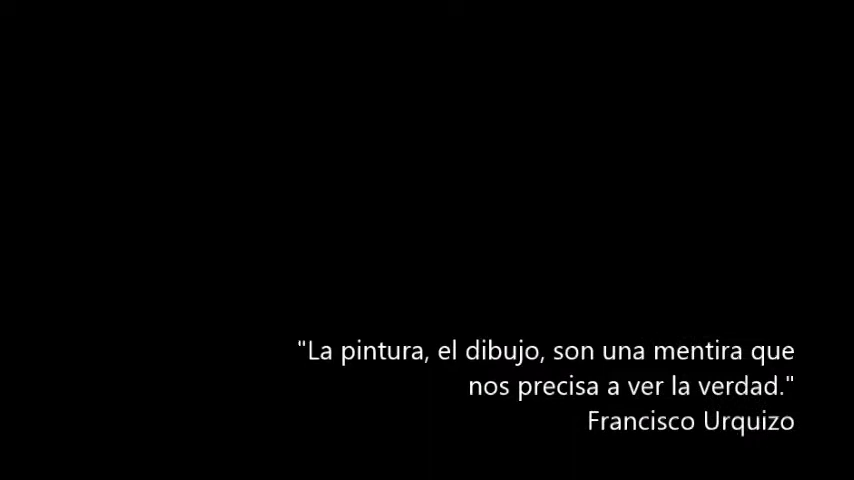 "La pintura, el dibujo, son una mentira que
nos precisa a ver la verdad."
Francisco Urquizo